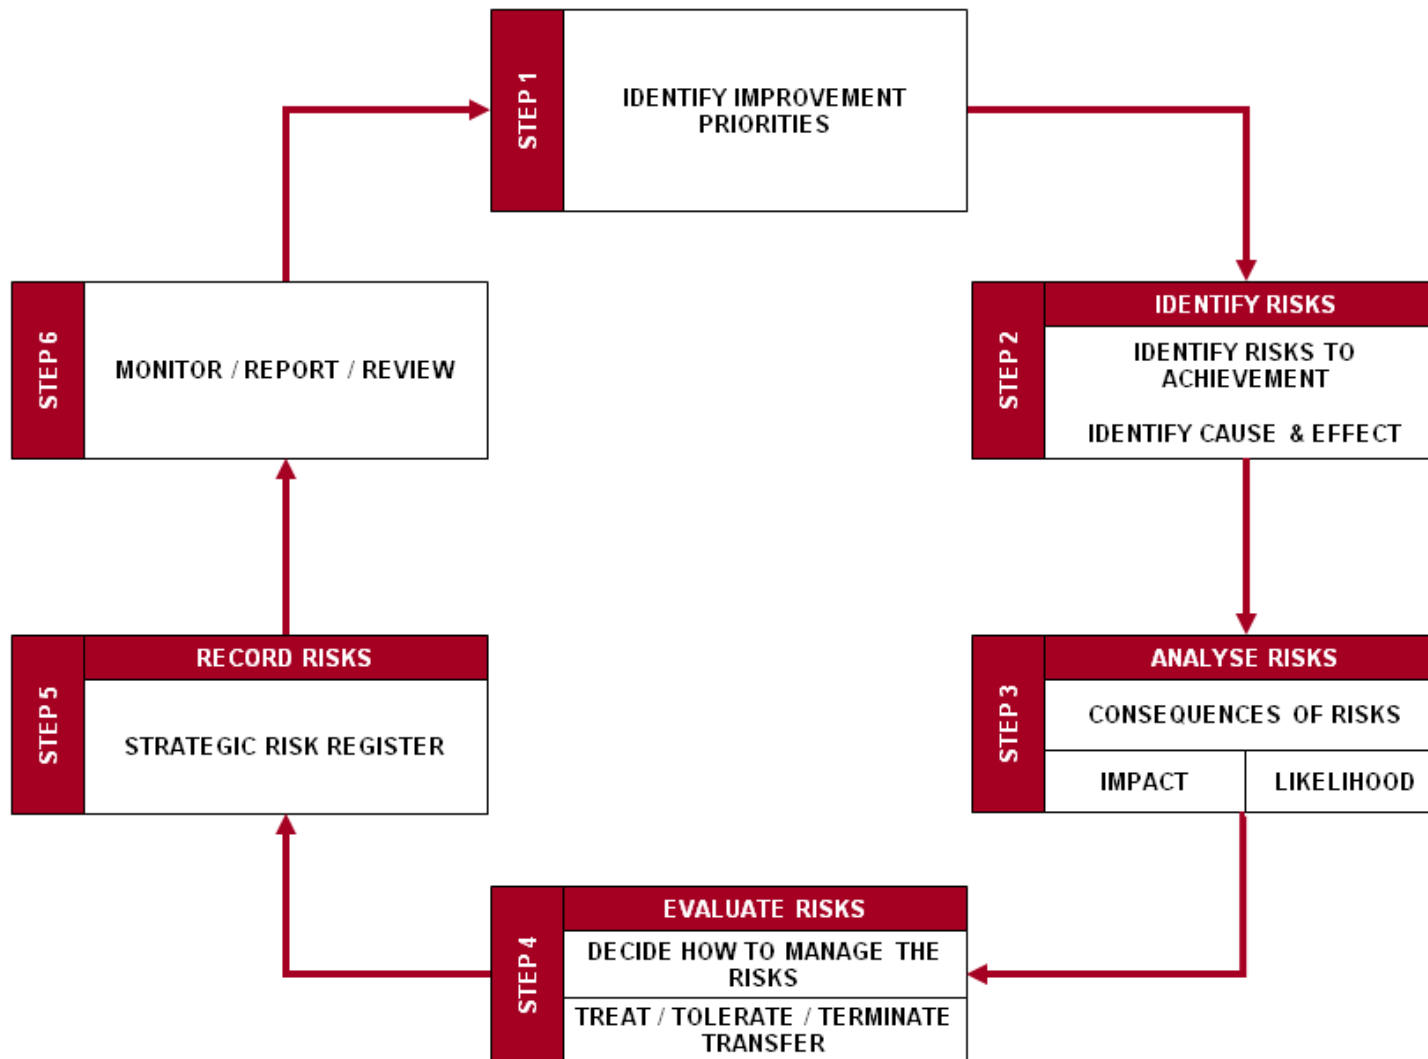 STEP 1
IDENTIFY IMPROVEMENT
PRIORITIES
STEP 2
IDENTIFY RISKS
IDENTIFY RISKS TO
ACHIEVEMENT
IDENTIFY CAUSE & EFFECT
STEP 3
ANALYSE RISKS
CONSEQUENCES OF RISKS
IMPACT
LIKELIHOOD
STEP 4
EVALUATE RISKS
DECIDE HOW TO MANAGE THE
RISKS
TREAT / TOLERATE / TERMINATE
TRANSFER
STEP 5
RECORD RISKS
STRATEGIC RISK REGISTER
STEP 6
MONITOR / REPORT / REVIEW